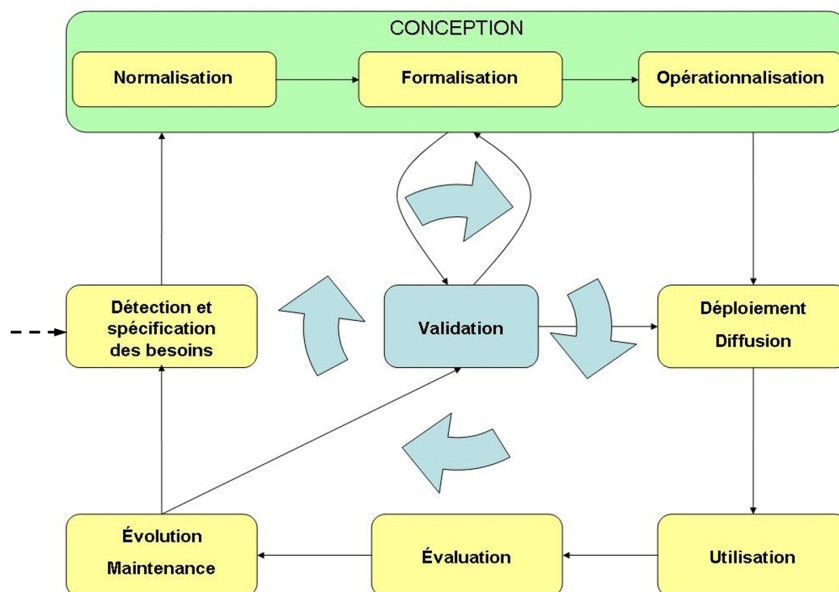 CONCEPTION
Normalisation
Formalisation
Opérationnalisation
Détection et
spécification
des besoins
Validation
Déploiement
Diffusion
Évolution
Maintenance
Évaluation
Utilisation